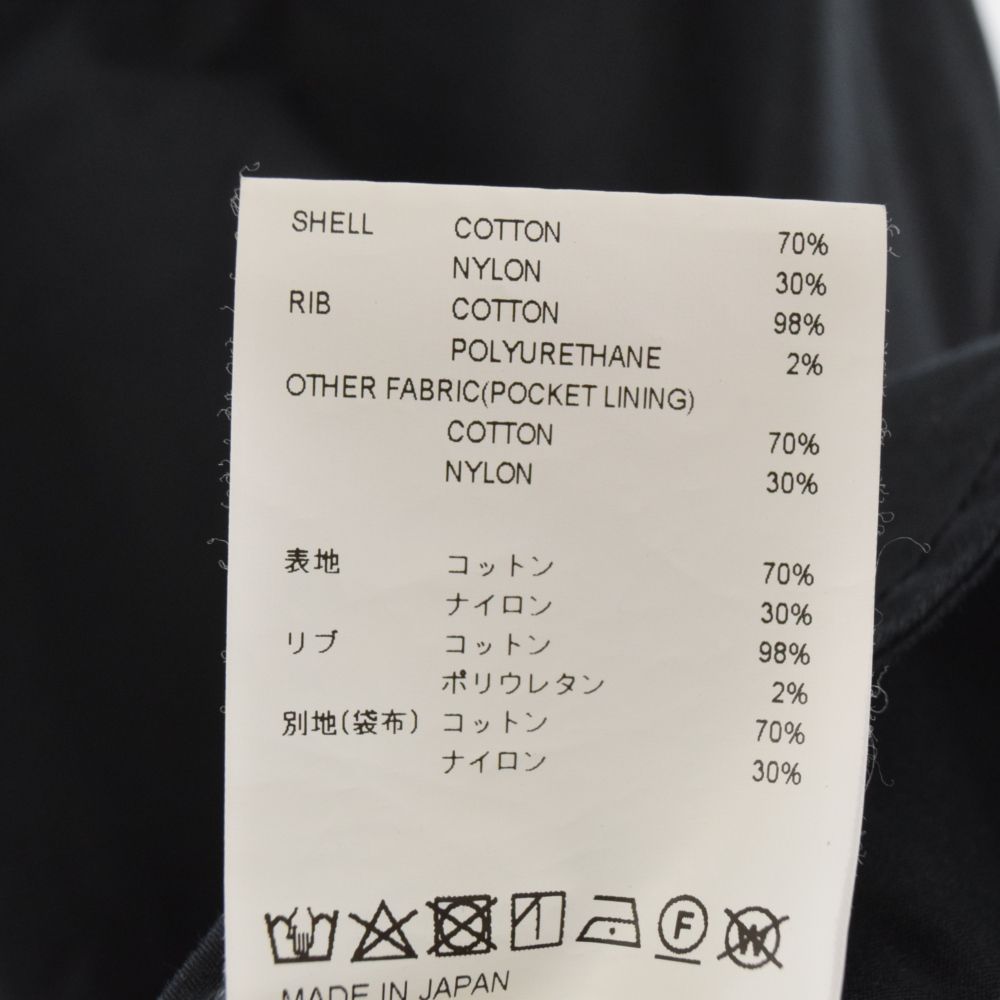 SHELL COTTON 70%
NYLON 30%
RIB COTTON 98%
POLYURETHANE 2%
OTHER FABRIC(POCKET LINING)
COTTON 70%
NYLON 30%
表地 コットン 70%
ナイロン 30%
リブ コットン 98%
ポリウレタン 2%
別地(袋布) コットン 70%
ナイロン 30%
F W
MADE IN JAPAN